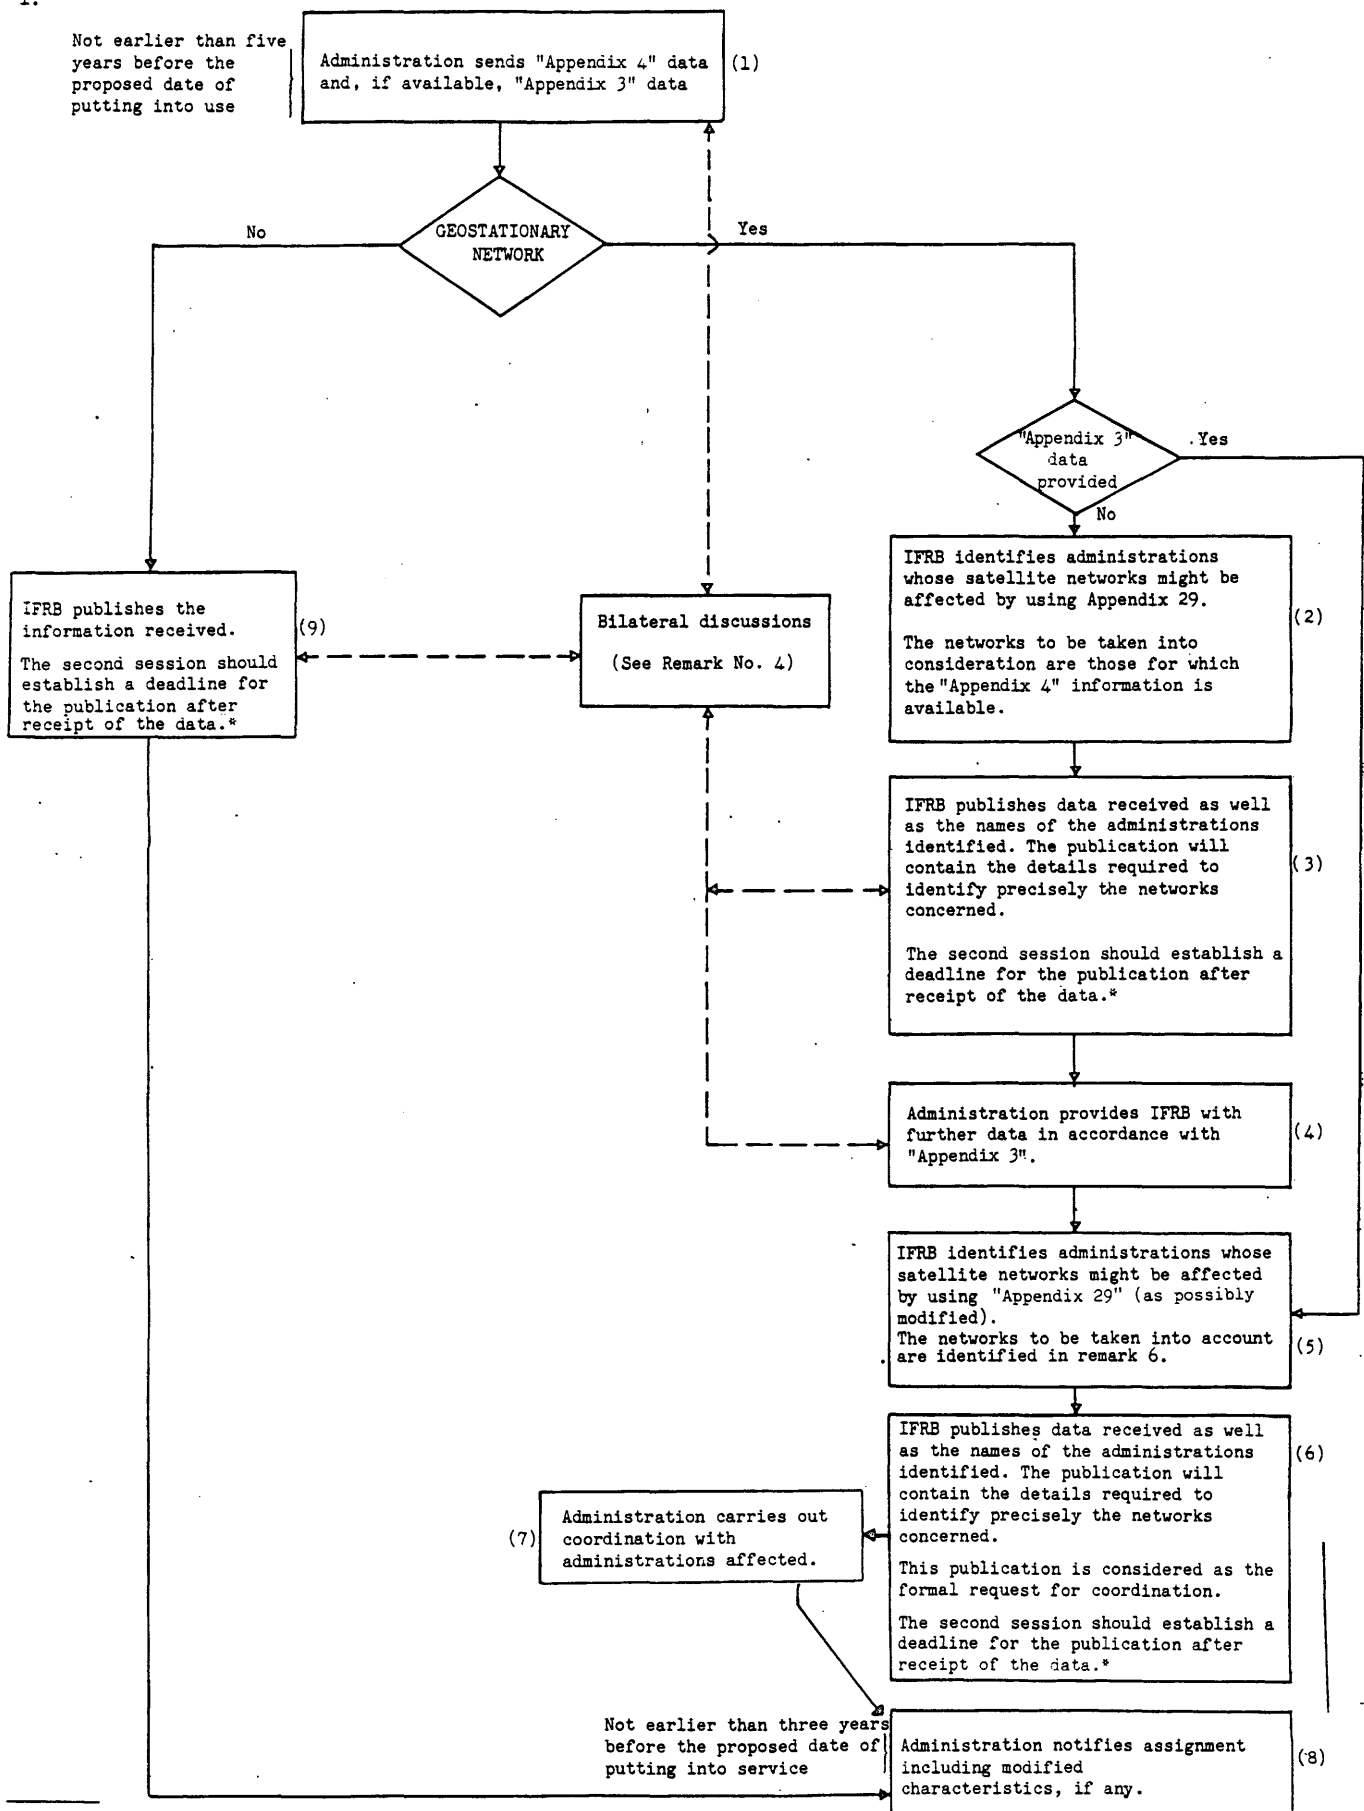 1.
Not earlier than five
years before the
proposed date of
putting into use
Administration sends "Appendix 4" data
and, if available, "Appendix 3" data
(1)
GEOSTATIONARY
NETWORK
No
Yes
"Appendix 3"
data
provided
Yes
No
IFRB identifies administrations
whose satellite networks might be
affected by using Appendix 29.
The networks to be taken into
consideration are those for which
the "Appendix 4" information is
available.
(2)
IFRB publishes the
information received.
The second session should
establish a deadline for
the publication after
receipt of the data.*
(9)
Bilateral discussions
(See Remark No. 4)
IFRB publishes data received as well
as the names of the administrations
identified. The publication will
contain the details required to
identify precisely the networks
concerned.
The second session should establish a
deadline for the publication after
receipt of the data.*
(3)
Administration provides IFRB with
further data in accordance with
"Appendix 3".
(4)
IFRB identifies administrations whose
satellite networks might be affected
by using "Appendix 29" (as possibly
modified).
The networks to be taken into account
are identified in remark 6.
(5)
IFRB publishes data received as well
as the names of the administrations
identified. The publication will
contain the details required to
identify precisely the networks
concerned.
This publication is considered as the
formal request for coordination.
The second session should establish a
deadline for the publication after
receipt of the data.*
(6)
(7)
Administration carries out
coordination with
administrations affected.
Not earlier than three years
before the proposed date of
putting into service
Administration notifies assignment
including modified
characteristics, if any.
(8)